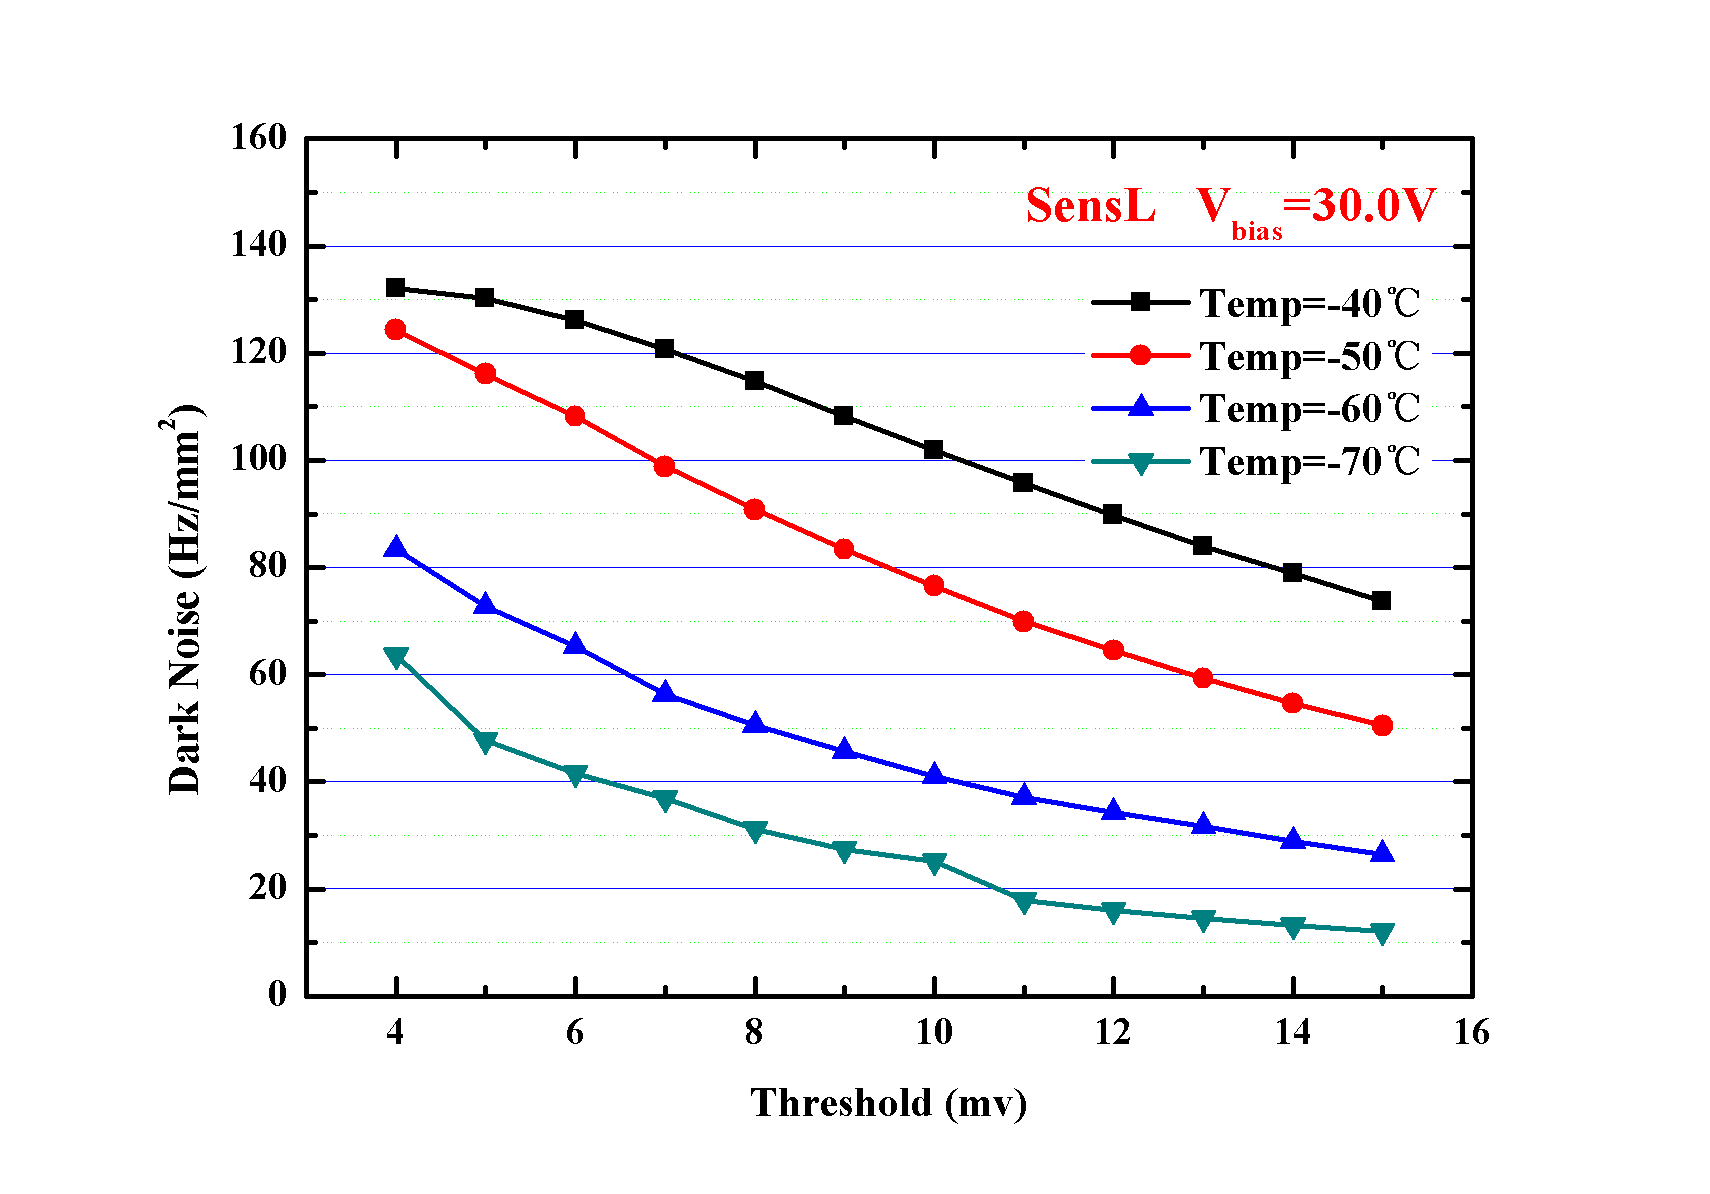 160
140
120
100
80
60
40
20
0
Dark Noise (Hz/mm²)
SensL V_bias=30.0V
Temp=-40℃
Temp=-50℃
Temp=-60℃
Temp=-70℃
4 6 8 10 12 14 16
Threshold (mv)